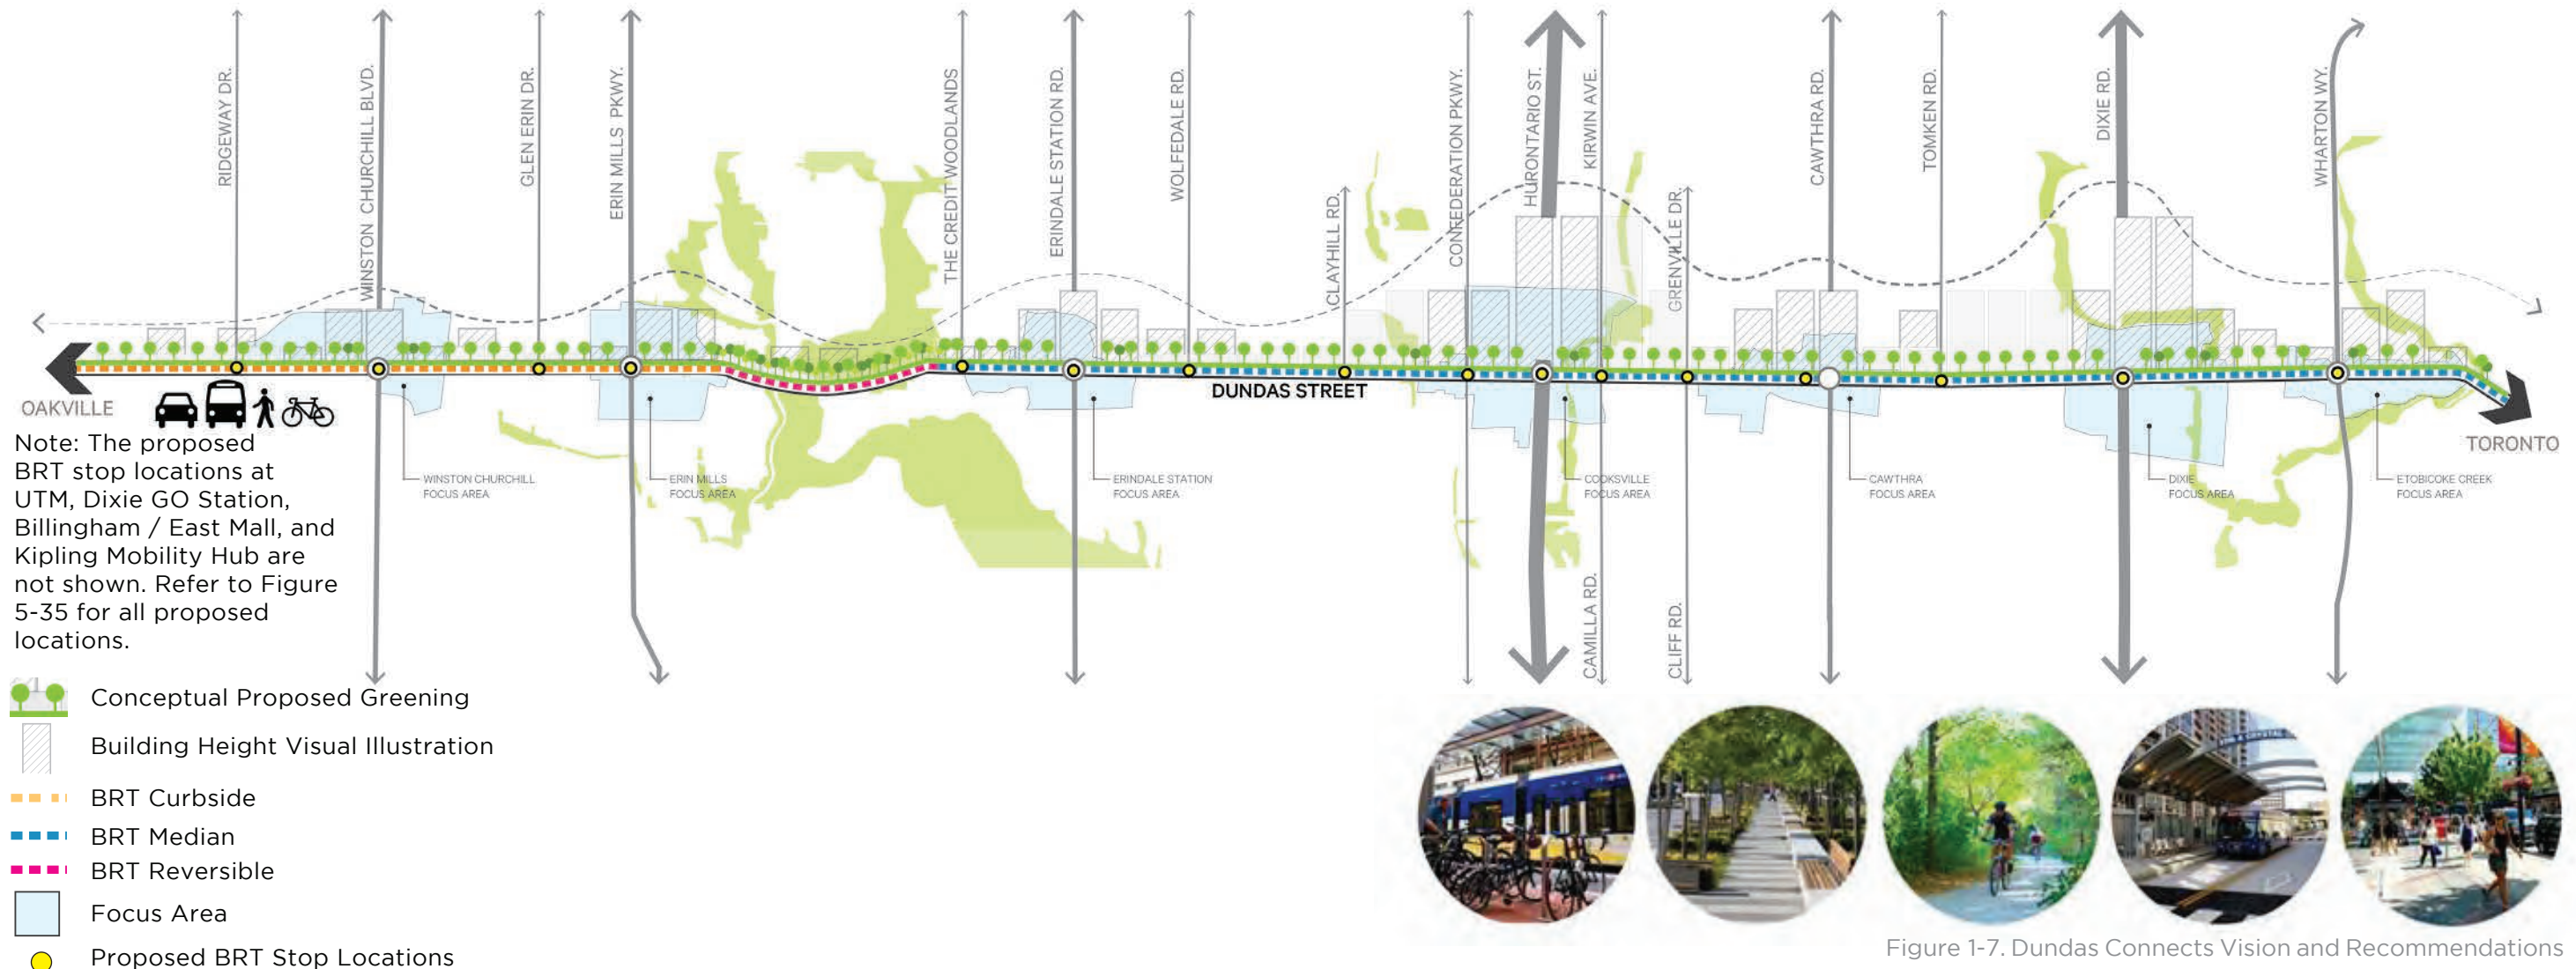 RIDGEWAY DR.
WINSTON CHURCHILL BLVD.
GLEN ERIN DR.
ERIN MILLS PKWY.
THE CREDIT WOODLANDS
ERINDALE STATION RD.
WOLFEDALE RD.
CLAYHILL RD.
CONFEDERATION PKWY.
HURONTARIO ST.
KIRWIN AVE.
GRENVILLE DR.
CAWTHRA RD.
TOMKEN RD.
DIXIE RD.
WHARTON WY.
OAKVILLE
DUNDAS STREET
TORONTO
WINSTON CHURCHILL
FOCUS AREA
ERIN MILLS
FOCUS AREA
ERINDALE STATION
FOCUS AREA
COOKSVILLE
FOCUS AREA
CAWTHRA
FOCUS AREA
DIXIE
FOCUS AREA
ETOBICOKE CREEK
FOCUS AREA
CAMILLA RD.
CLIFF RD.
Note: The proposed
BRT stop locations at
UTM, Dixie GO Station,
Billingham / East Mall, and
Kipling Mobility Hub are
not shown. Refer to Figure
5-35 for all proposed
locations.
Conceptual Proposed Greening
Building Height Visual Illustration
BRT Curbside
BRT Median
BRT Reversible
Focus Area
Proposed BRT Stop Locations
Figure 1-7. Dundas Connects Vision and Recommendations